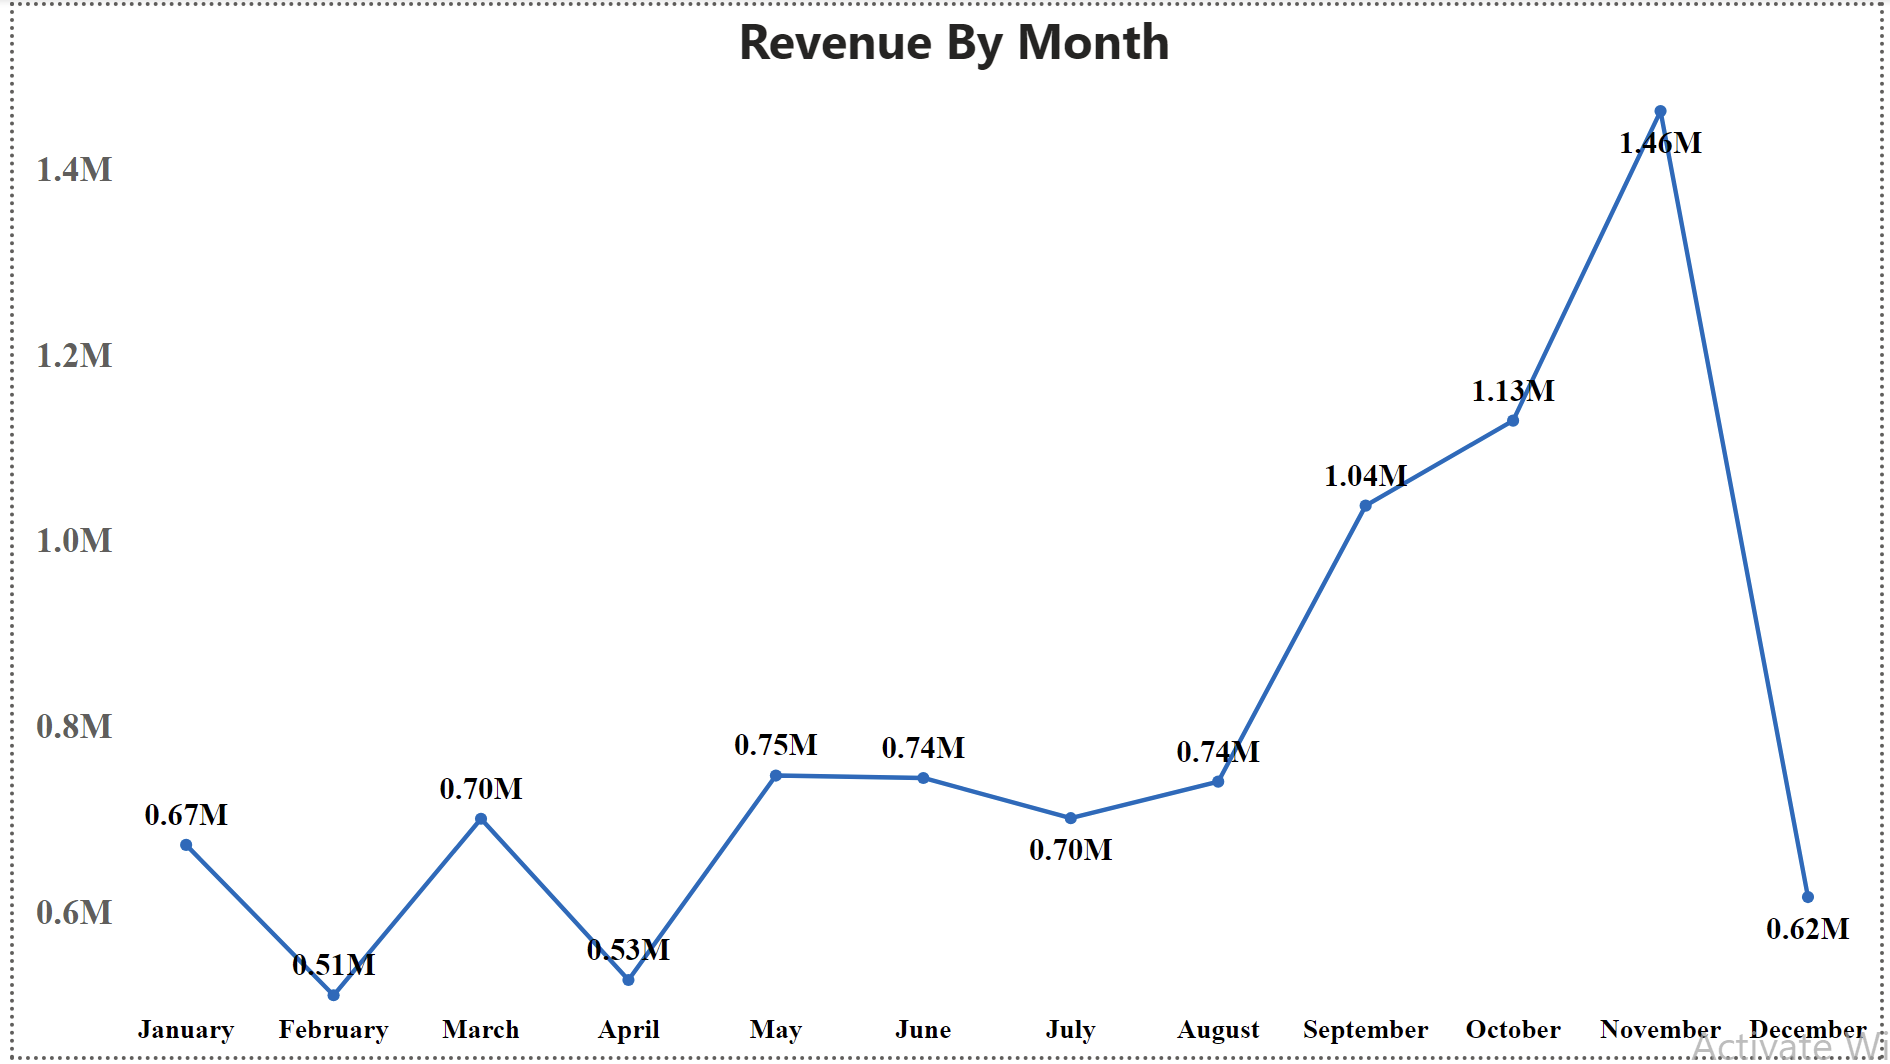 Revenue By Month
1.4M
1.2M
1.0M
0.8M
0.6M
0.67M
0.51M
0.70M
0.53M
0.75M
0.74M
0.70M
0.74M
1.04M
1.13M
1.46M
0.62M
January February March April May June July August September October November December
Activate Wi